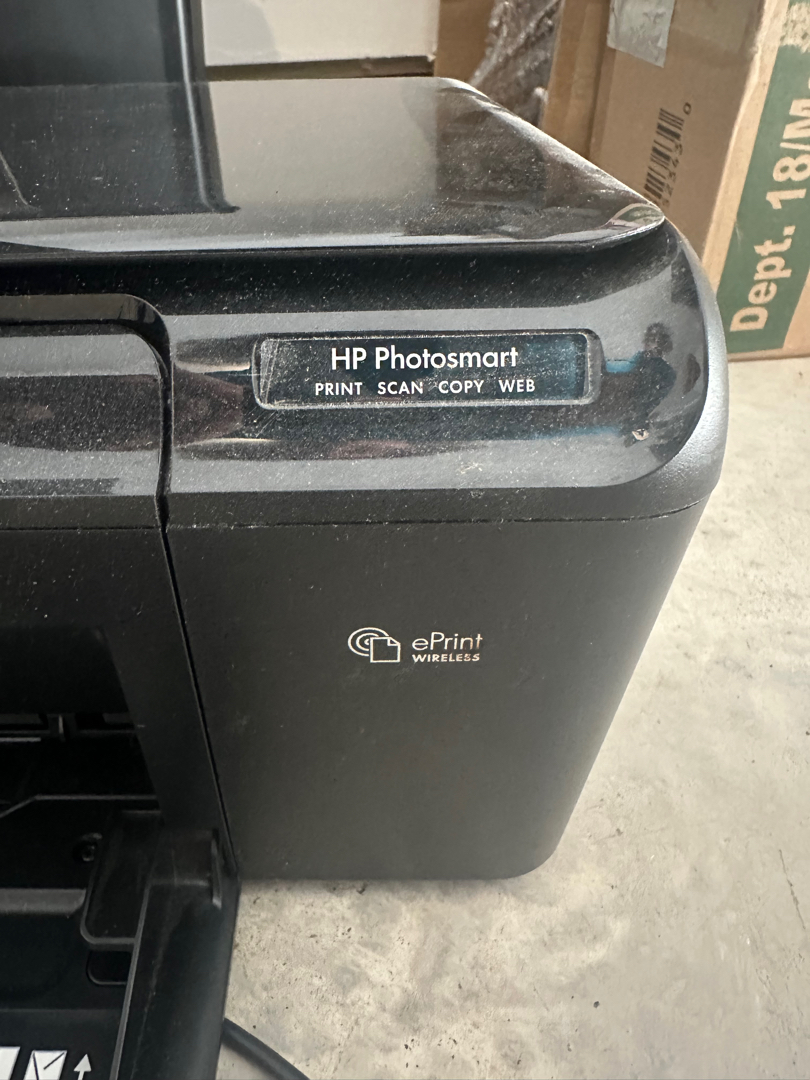 Dept. 18/M
HP Photosmart
PRINT SCAN COPY WEB
ePrint
WIRELESS